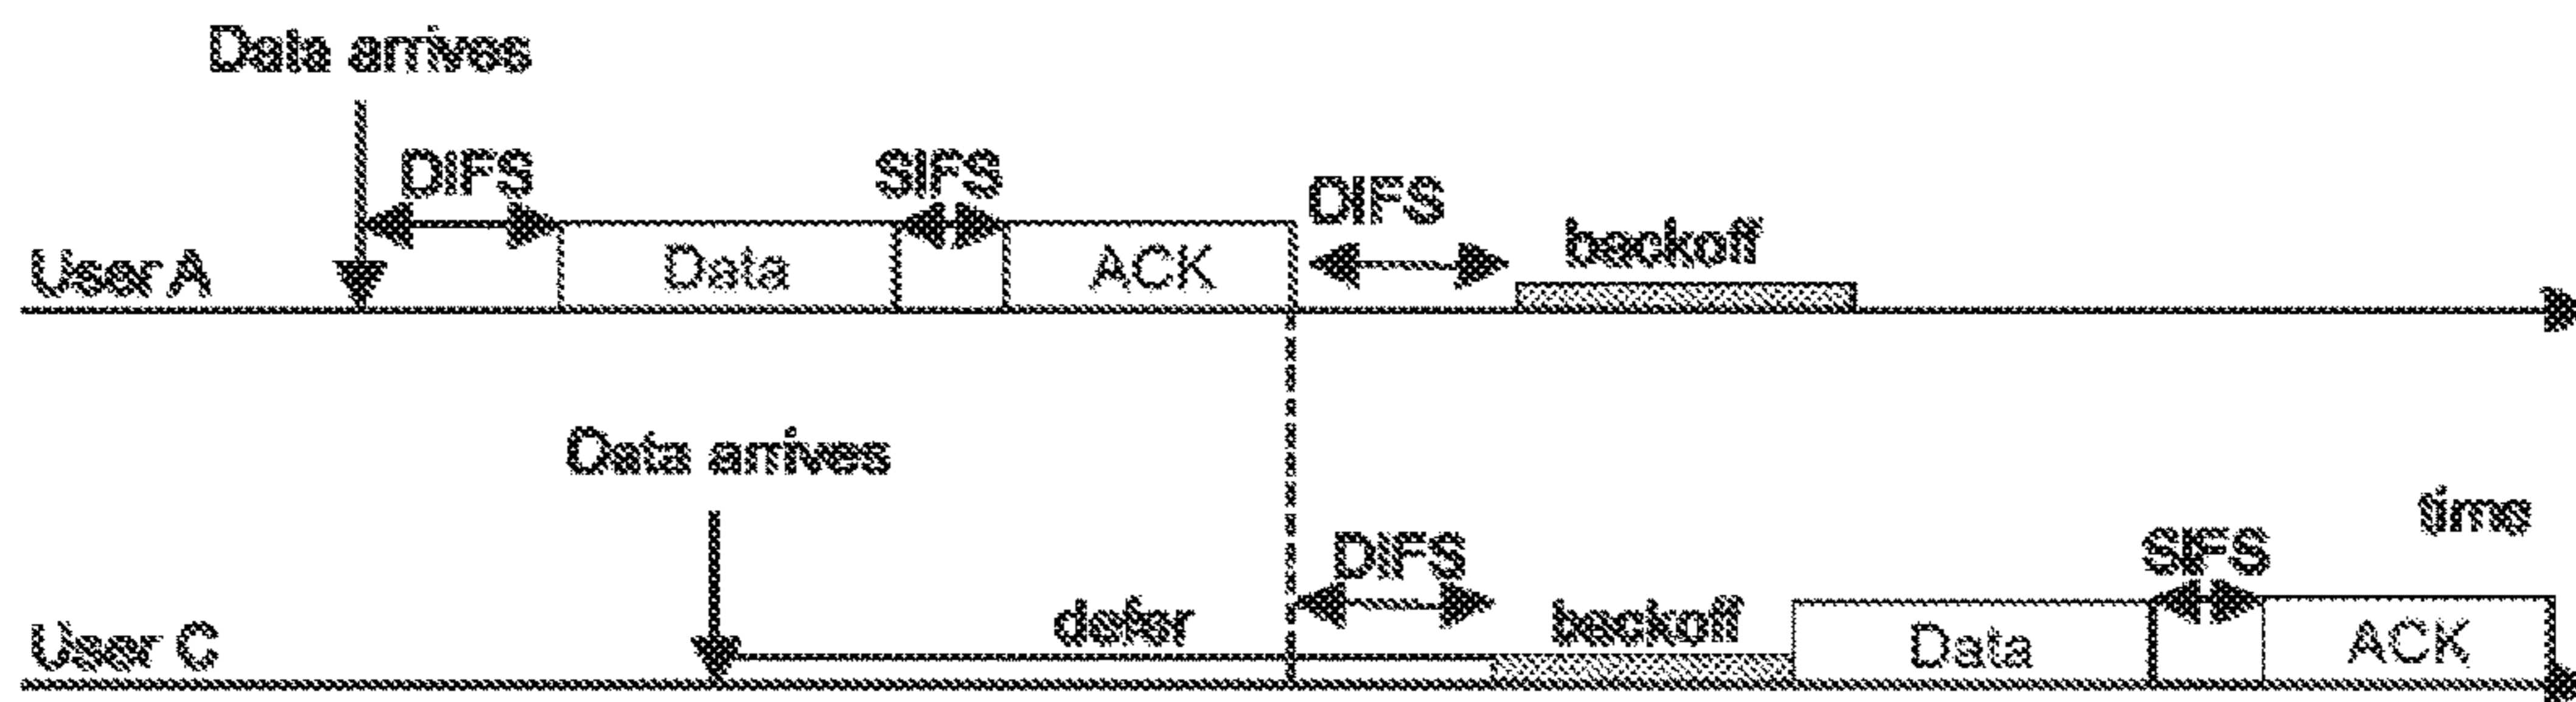 Data arrives
DIFS
SIFS
DIFS
backoff
User A
Data
ACK
Data arrives
time
DIFS
SIFS
defer
backoff
User C
Data
ACK